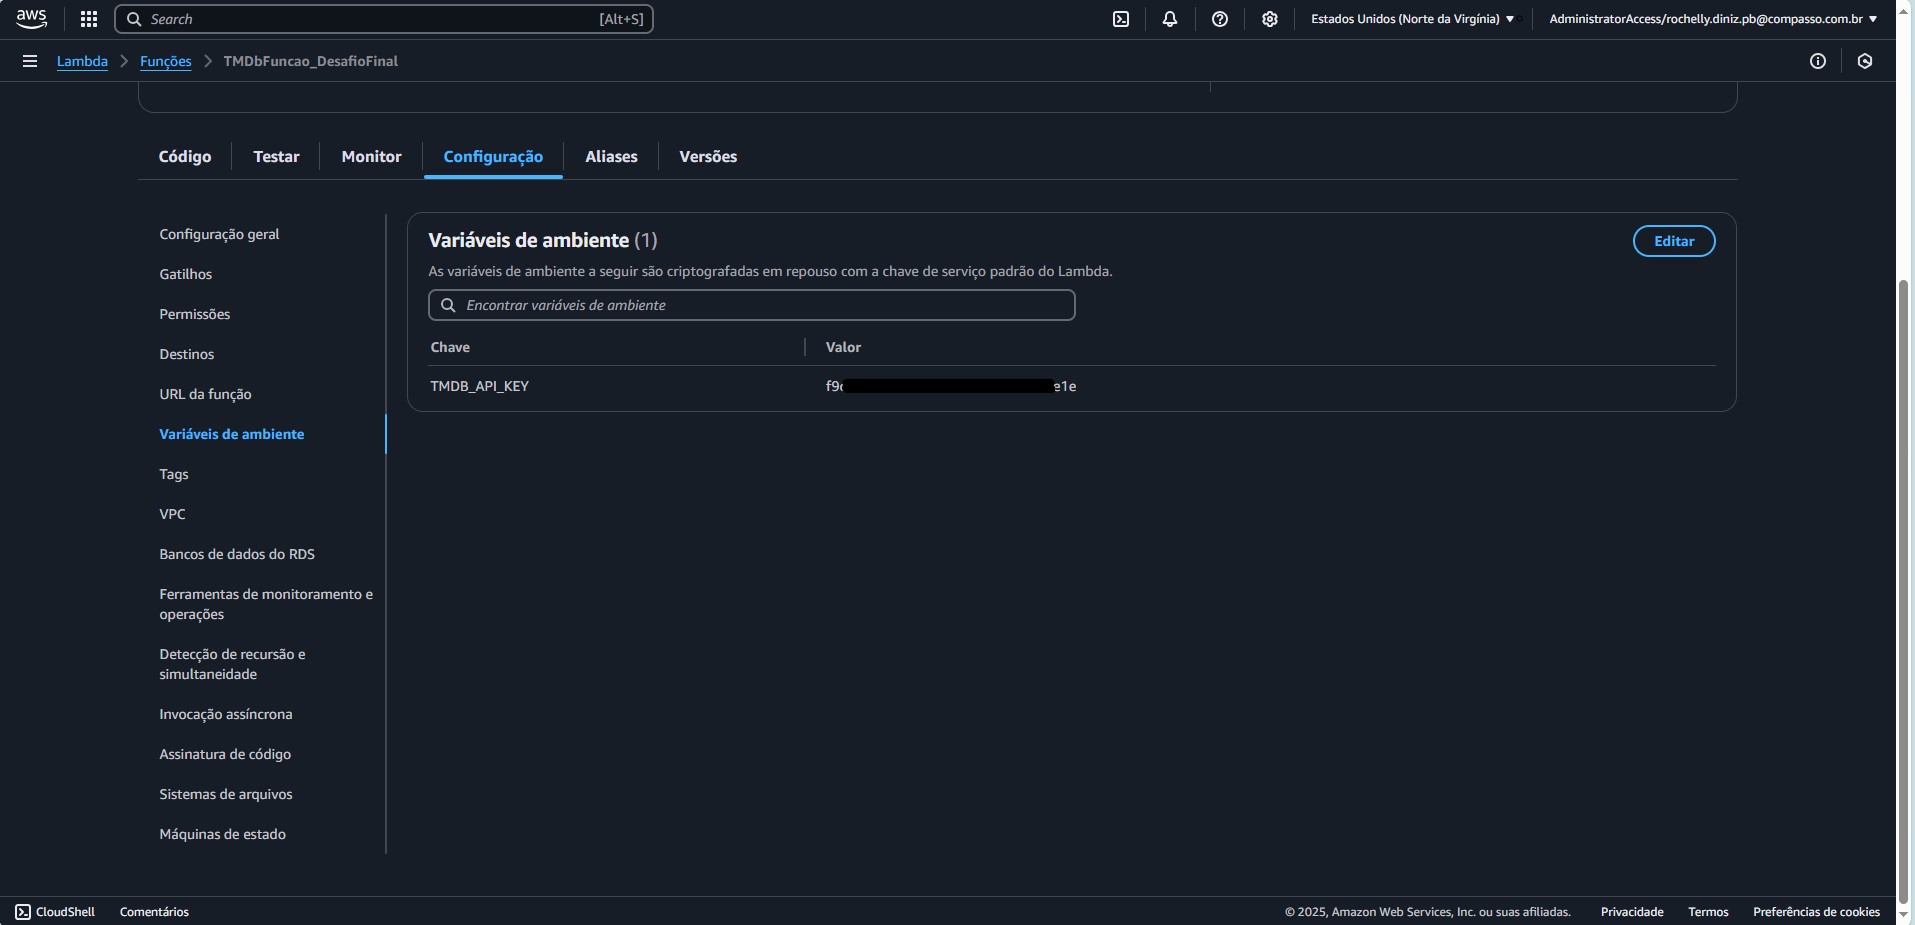 aws
Search
[Alt+S]
Estados Unidos (Norte da Virgínia)
AdministratorAccess/rochelly.diniz.pb@compasso.com.br
Lambda
Funções
TMDbFuncao_DesafioFinal
Código
Testar
Monitor
Configuração
Aliases
Versões
Configuração geral
Gatilhos
Permissões
Destinos
URL da função
Variáveis de ambiente
Tags
VPC
Bancos de dados do RDS
Ferramentas de monitoramento e
operações
Detecção de recursão e
simultaneidade
Invocação assíncrona
Assinatura de código
Sistemas de arquivos
Máquinas de estado
Variáveis de ambiente (1)
Editar
As variáveis de ambiente a seguir são criptografadas em repouso com a chave de serviço padrão do Lambda.
Encontrar variáveis de ambiente
Chave
Valor
TMDB_API_KEY
f9 e1e
CloudShell
Comentários
© 2025, Amazon Web Services, Inc. ou suas afiliadas.
Privacidade
Termos
Preferências de cookies